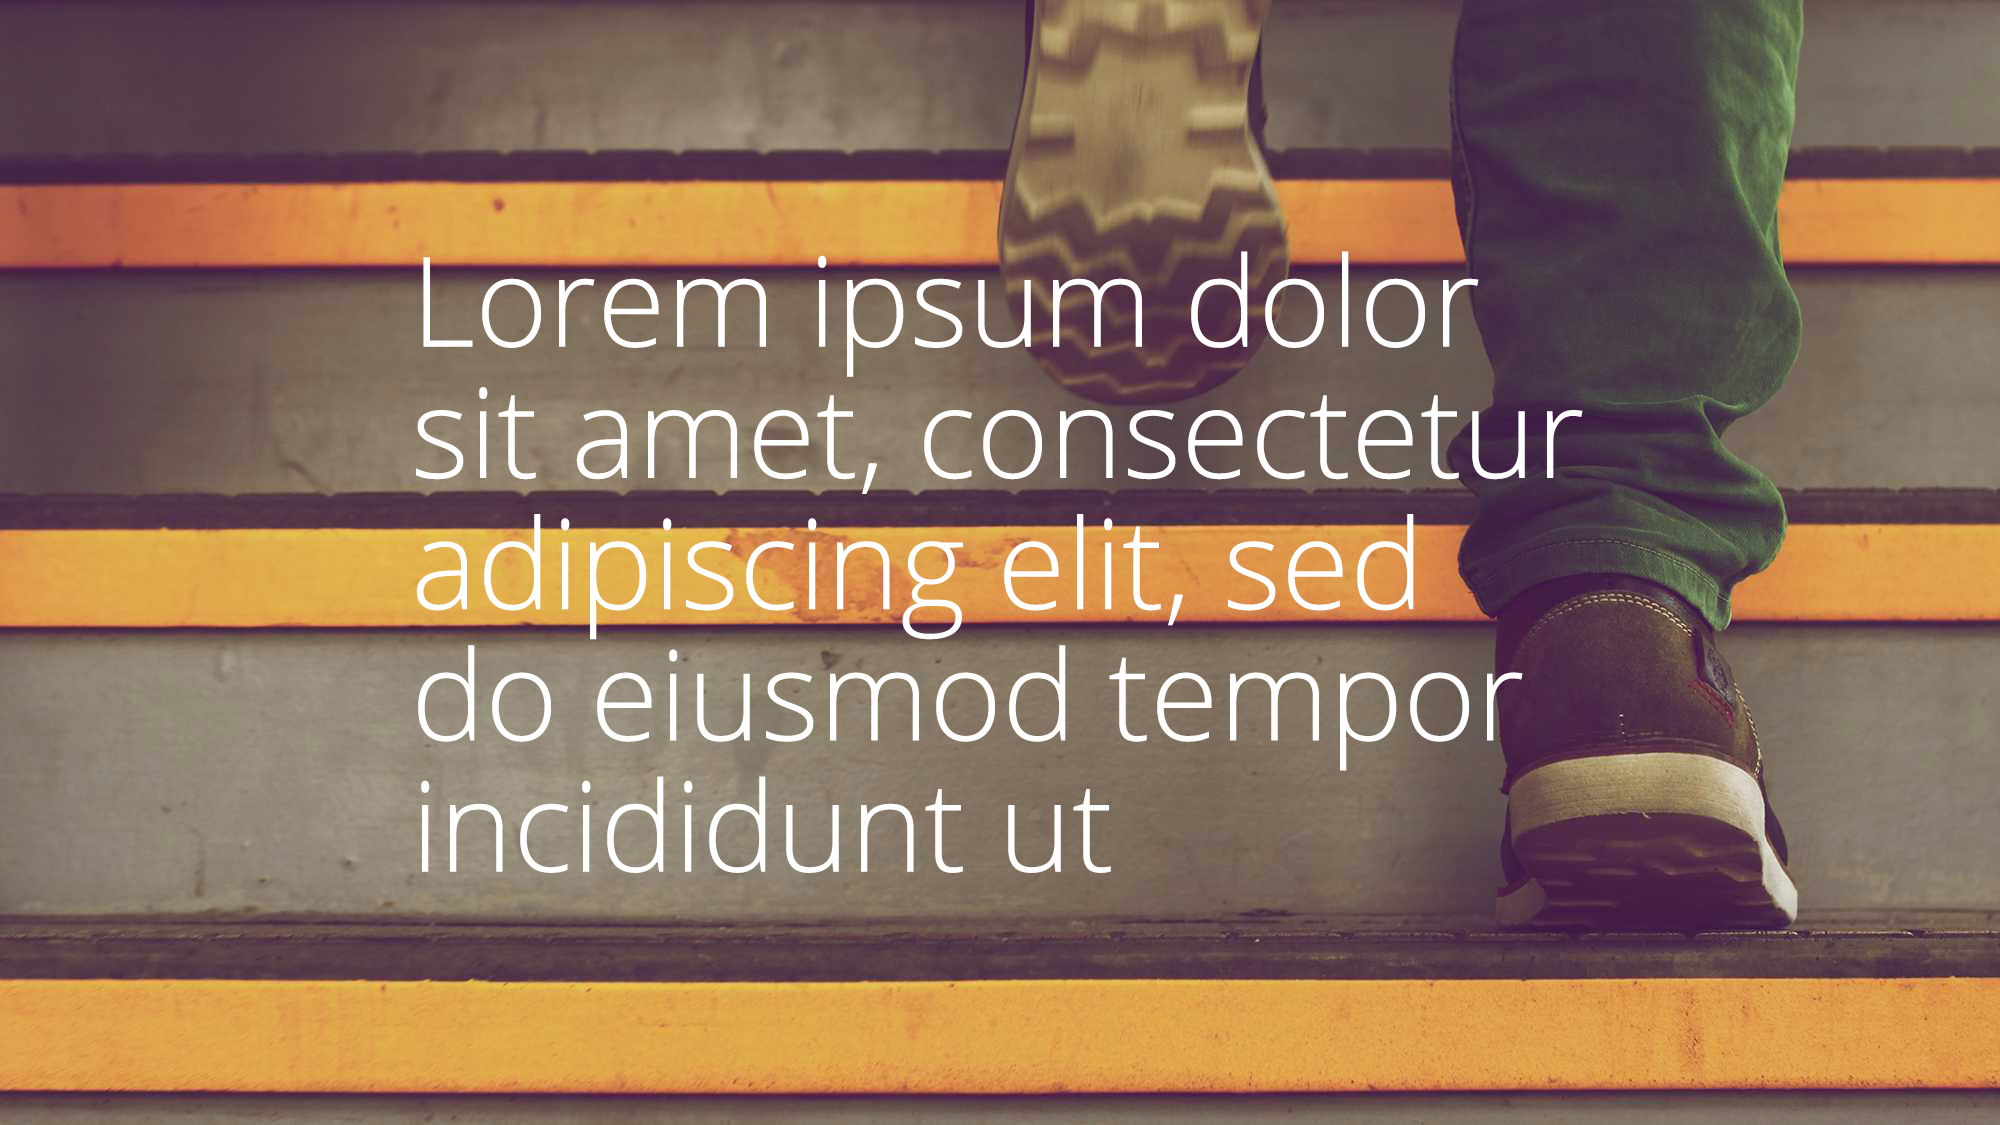 Lorem ipsum dolor
sit amet, consectetur
adipiscing elit, sed
do eiusmod tempor
incididunt ut